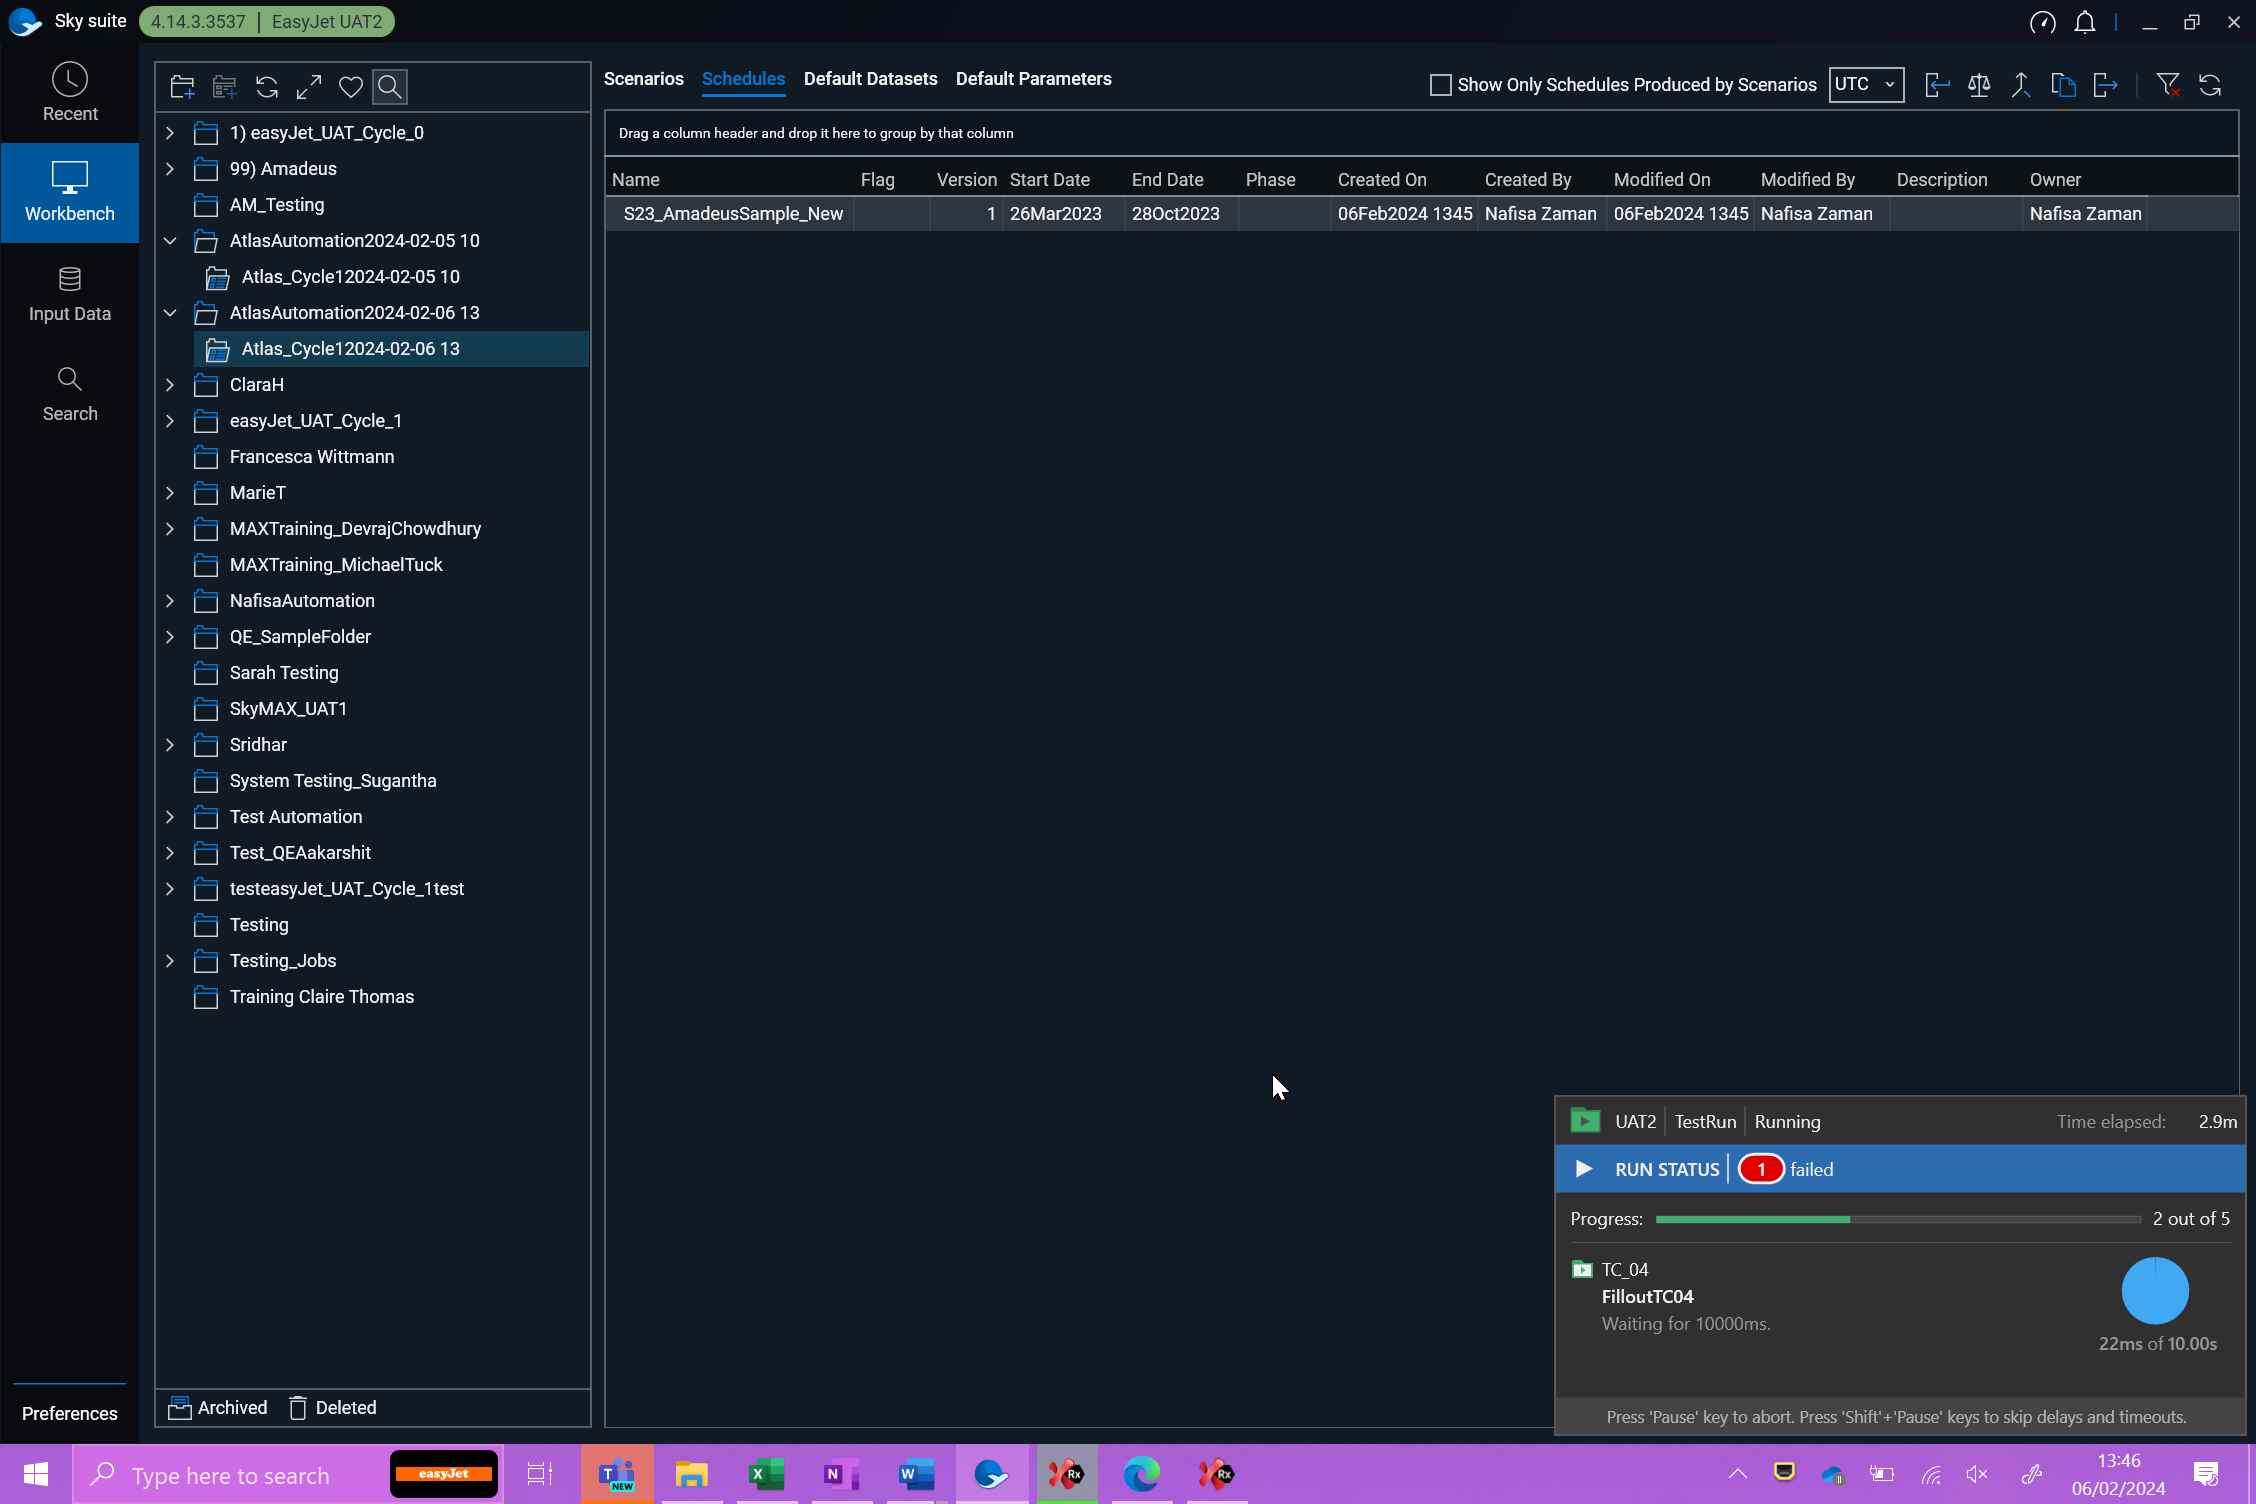 Sky suite 4.14.3.3537 | EasyJet UAT2
Recent
Workbench
Input Data
Search
Preferences
1) easyJet_UAT_Cycle_0
99) Amadeus
AM_Testing
AtlasAutomation2024-02-05 10
Atlas_Cycle12024-02-05 10
AtlasAutomation2024-02-06 13
Atlas_Cycle12024-02-06 13
ClaraH
easyJet_UAT_Cycle_1
Francesca Wittmann
MarieT
MAXTraining_DevrajChowdhury
MAXTraining_MichaelTuck
NafisaAutomation
QE_SampleFolder
Sarah Testing
SkyMAX_UAT1
Sridhar
System Testing_Sugantha
Test Automation
Test_QEAakarshit
testeasyJet_UAT_Cycle_1test
Testing
Testing_Jobs
Training Claire Thomas
Archived Deleted
Scenarios Schedules Default Datasets Default Parameters
Show Only Schedules Produced by Scenarios UTC
Drag a column header and drop it here to group by that column
Name Flag Version Start Date End Date Phase Created On Created By Modified On Modified By Description Owner
S23_AmadeusSample_New 1 26Mar2023 28Oct2023 06Feb2024 1345 Nafisa Zaman 06Feb2024 1345 Nafisa Zaman Nafisa Zaman
UAT2 | TestRun | Running Time elapsed: 2.9m
RUN STATUS | 1 failed
Progress: 2 out of 5
TC_04
FilloutTC04
Waiting for 10000ms.
22ms of 10.00s
Press 'Pause' key to abort. Press 'Shift'+'Pause' keys to skip delays and timeouts.
Type here to search
easyJet
T
NEW
X
N
W
Rx
Rx
13:46
06/02/2024